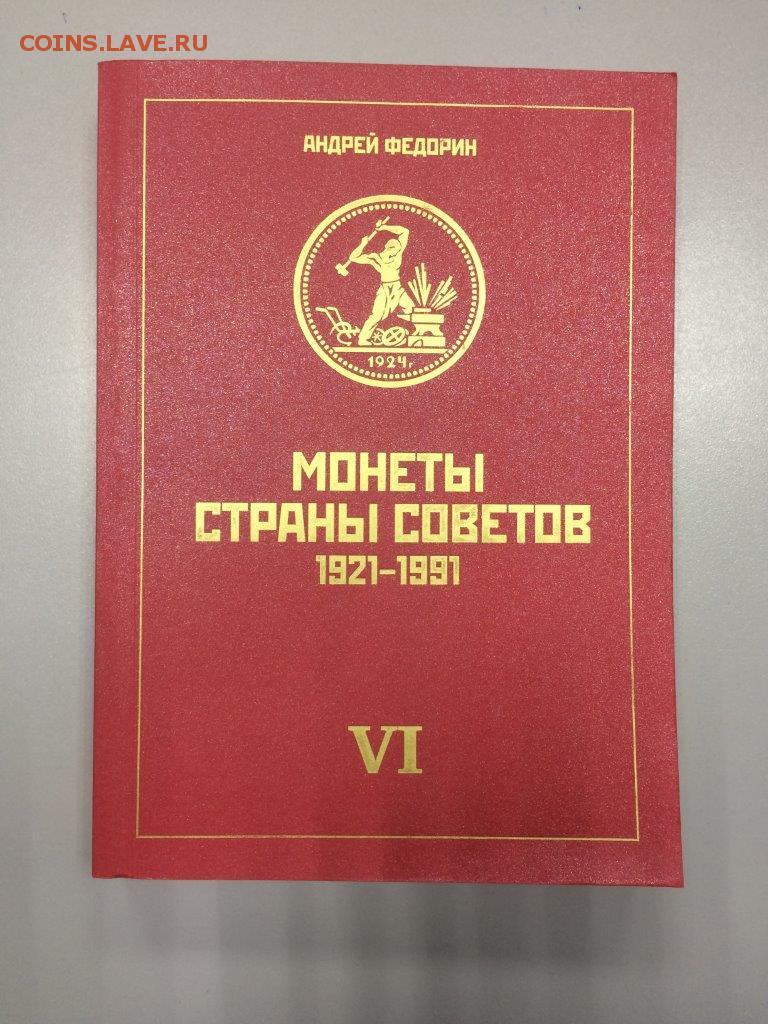 COINS.LAVE.RU
АНДРЕЙ ФЕДОРИН
1924г
МОНЕТЫ
СТРАНЫ СОВЕТОВ
1921–1991
VI